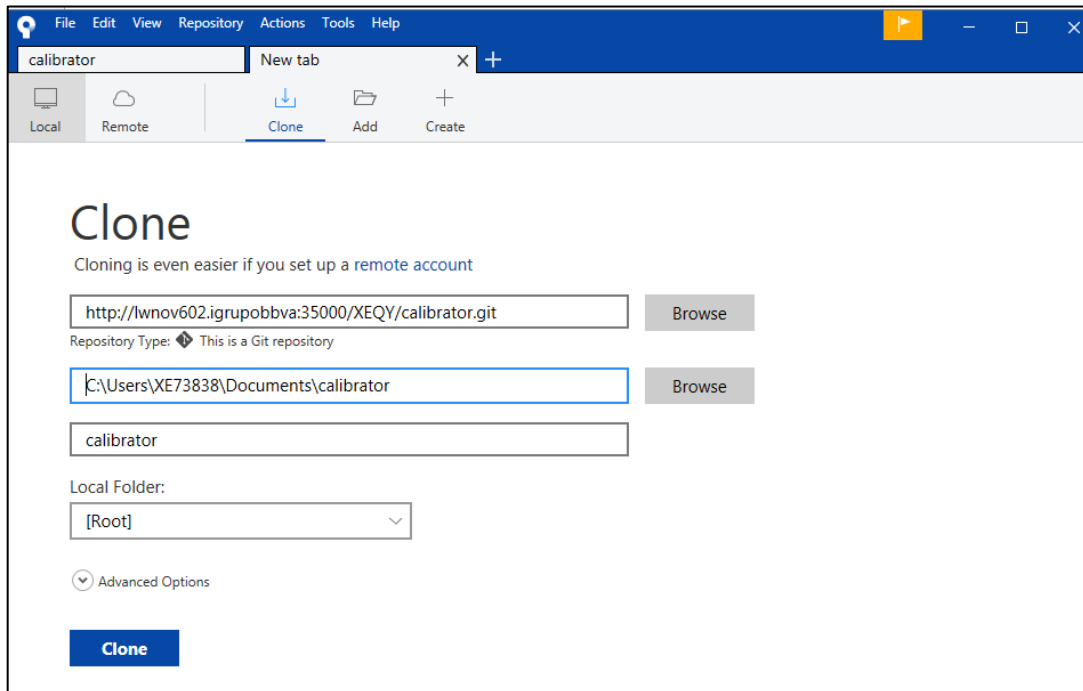 File Edit View Repository Actions Tools Help
calibrator New tab
Local Remote Clone Add Create
Clone
Cloning is even easier if you set up a remote account
http://lwnov602.igrupobbva:35000/XEQY/calibrator.git Browse
Repository Type: This is a Git repository
C:\Users\XE73838\Documents\calibrator Browse
calibrator
Local Folder:
[Root]
Advanced Options
Clone